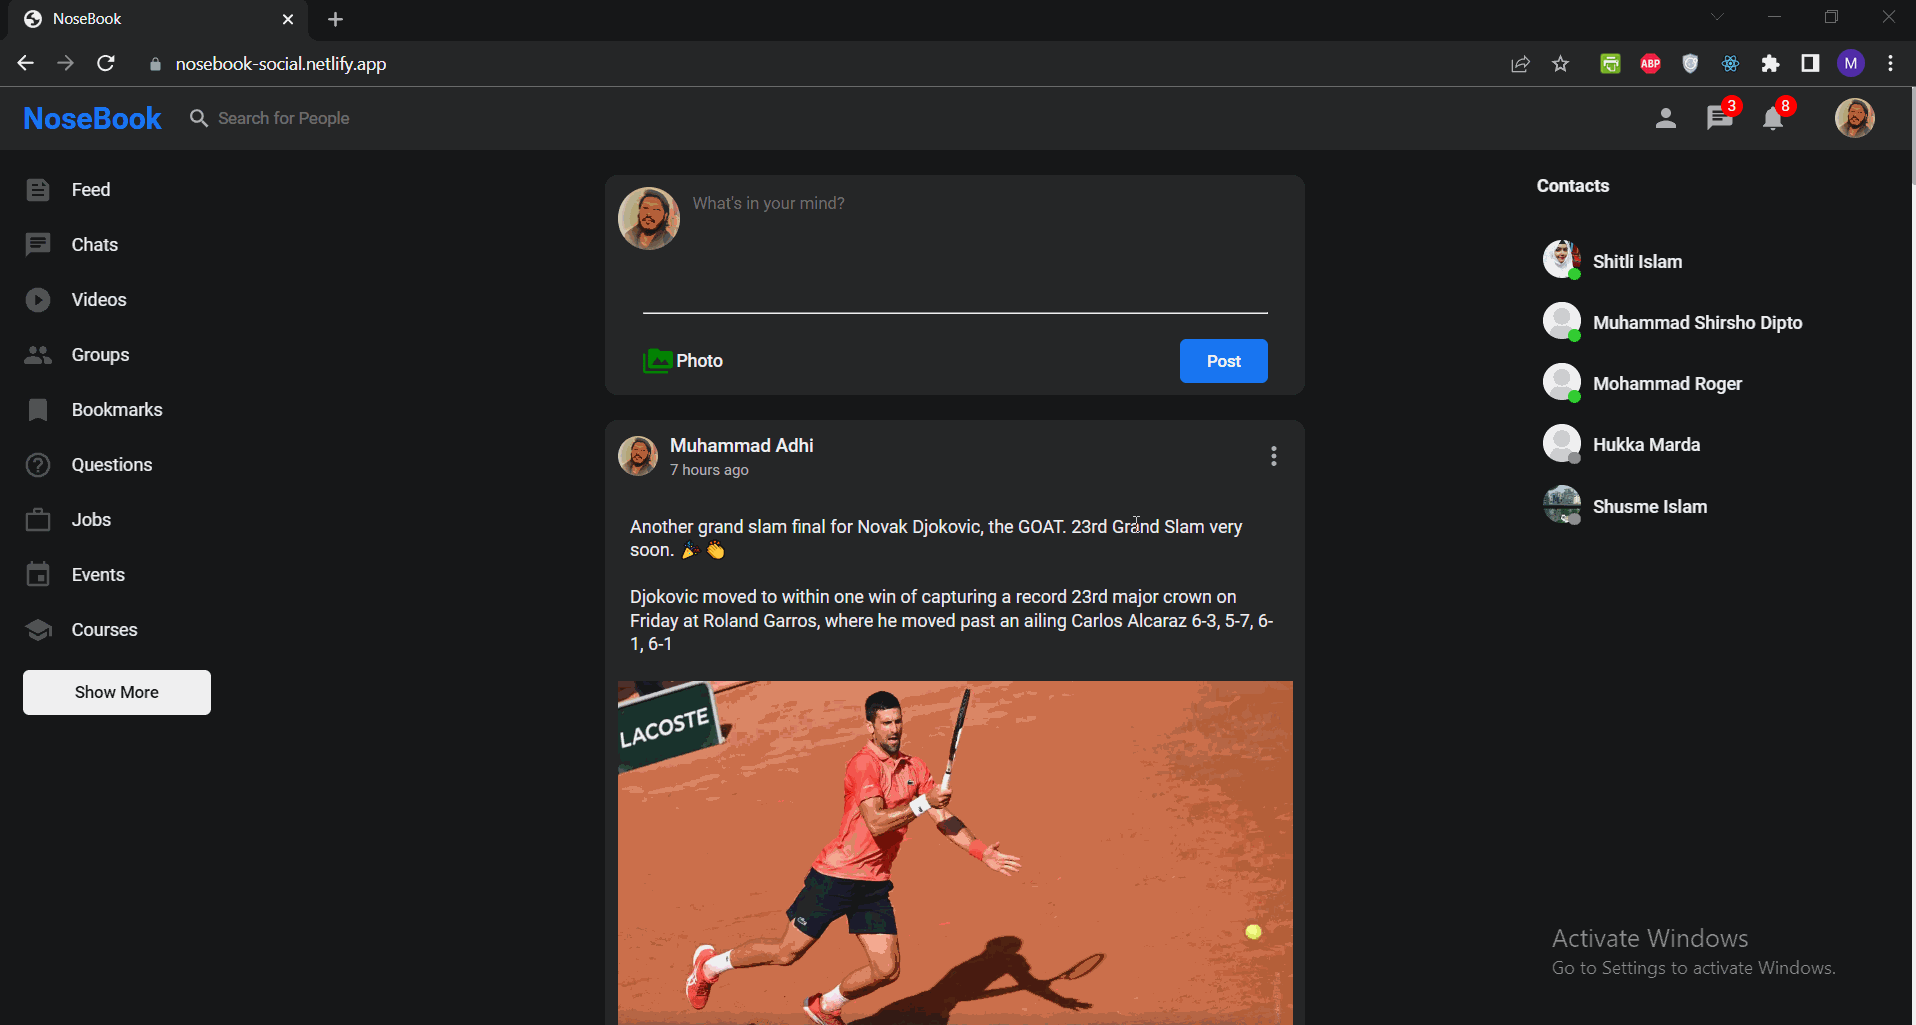 NoseBook
nosebook-social.netlify.app
ABP
M
NoseBook
Search for People
3
8
Feed
Chats
Videos
Groups
Bookmarks
Questions
Jobs
Events
Courses
Show More
What's in your mind?
Photo
Post
Muhammad Adhi
7 hours ago
Another grand slam final for Novak Djokovic, the GOAT. 23rd Grand Slam very
soon. 🎉👏
Djokovic moved to within one win of capturing a record 23rd major crown on
Friday at Roland Garros, where he moved past an ailing Carlos Alcaraz 6-3, 5-7, 6-
1, 6-1
LACOSTE
Contacts
Shitli Islam
Muhammad Shirsho Dipto
Mohammad Roger
Hukka Marda
Shusme Islam
Activate Windows
Go to Settings to activate Windows.